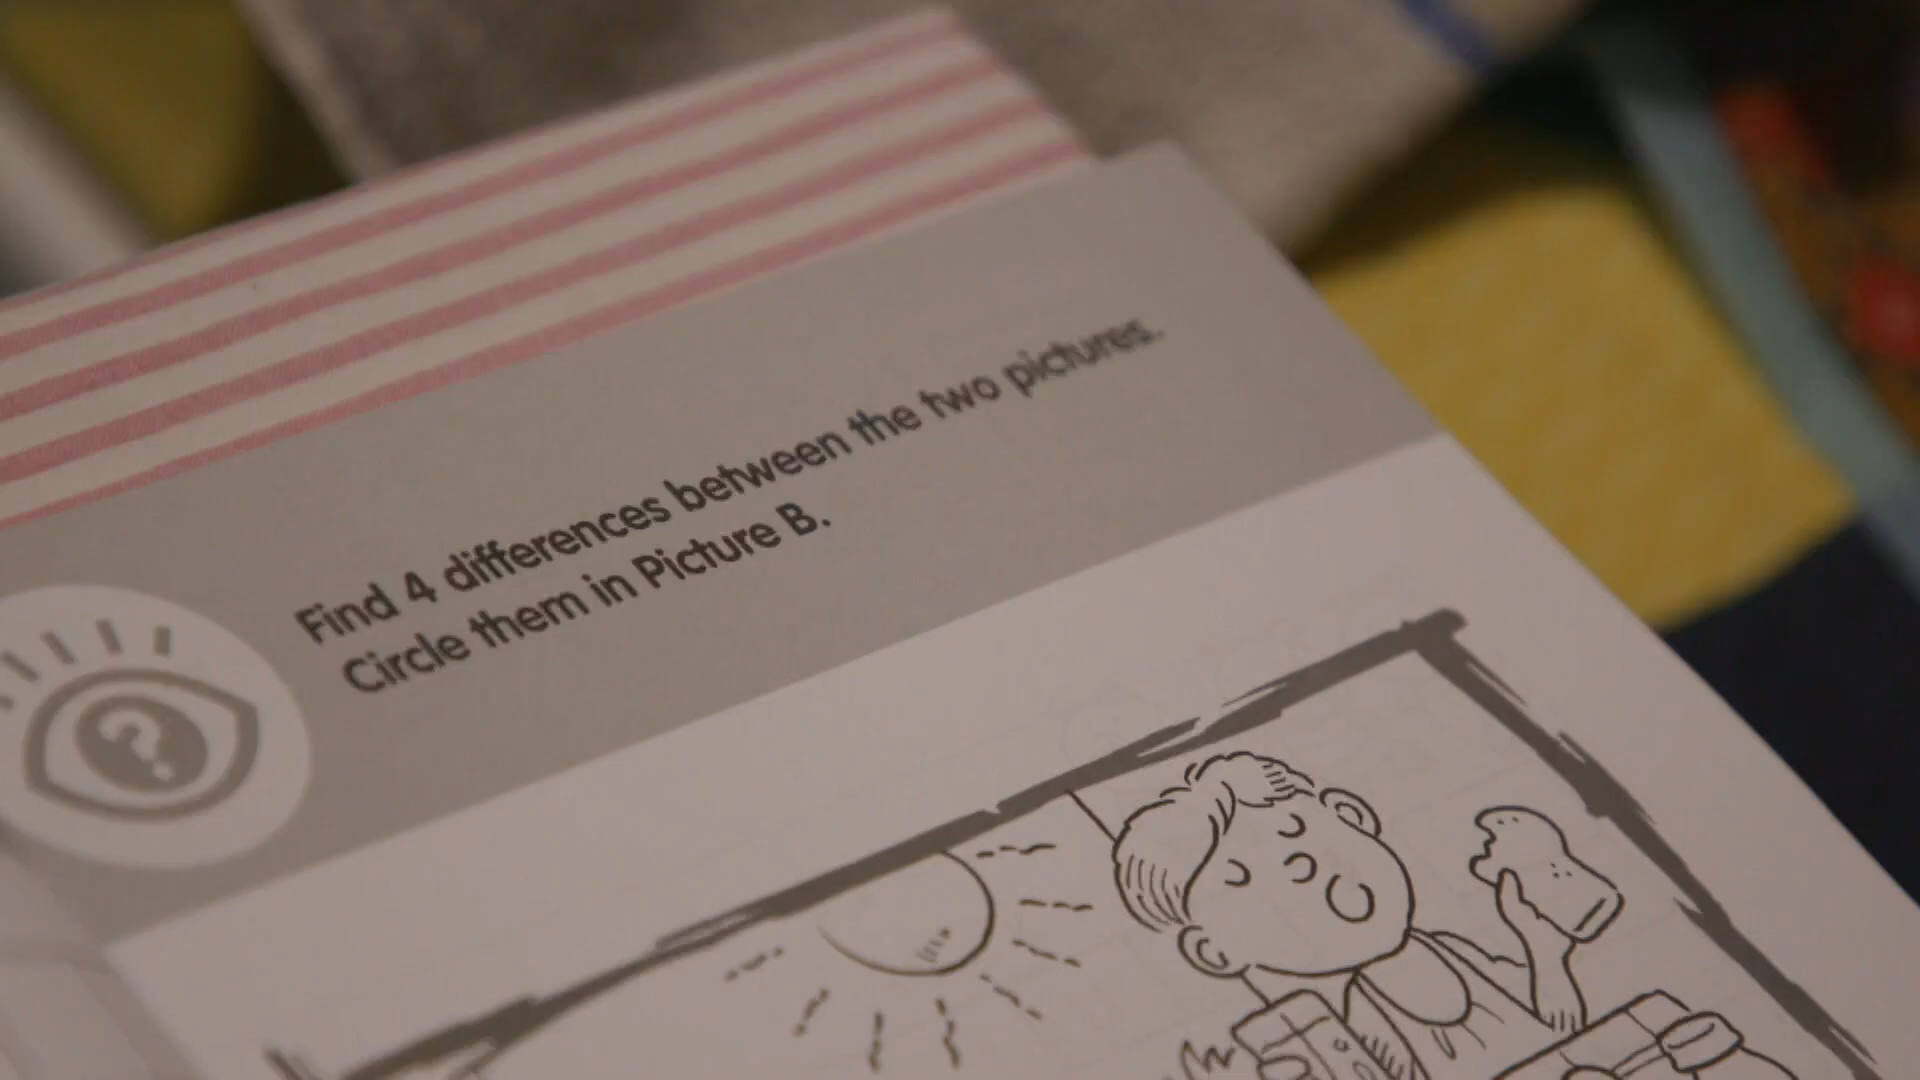 Find 4 differences between the two pictures.
Circle them in Picture B.